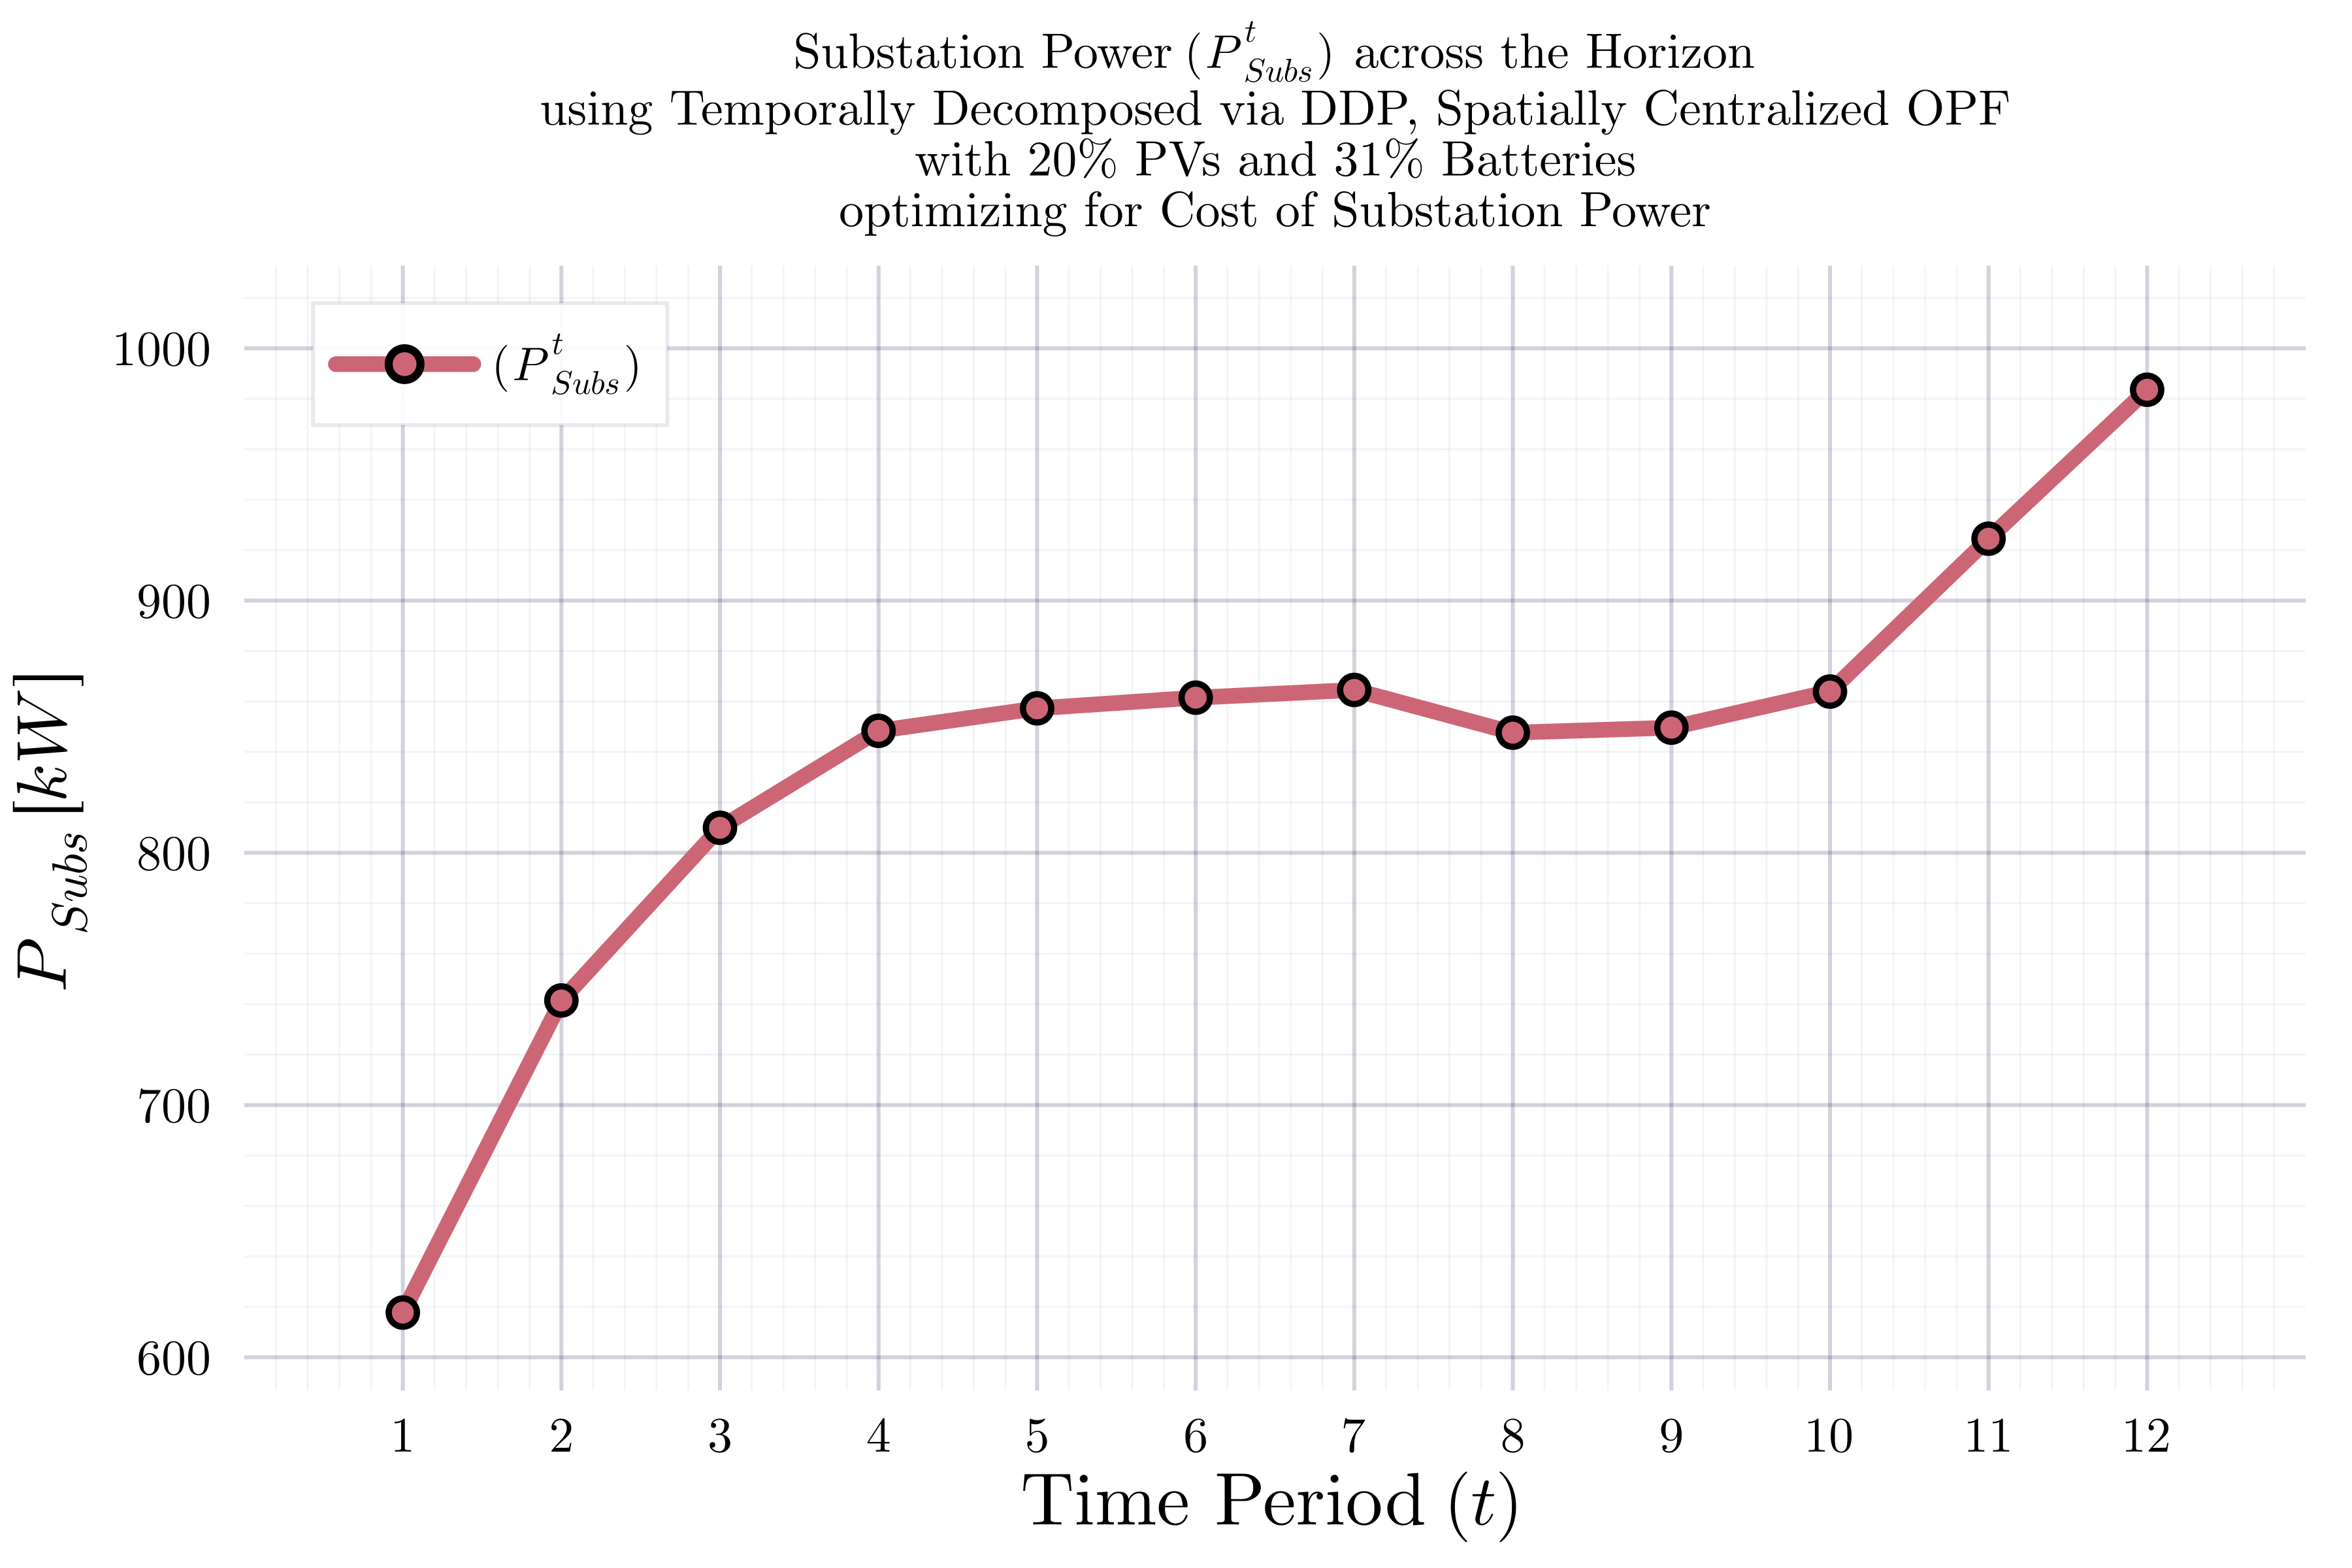 Substation Power (P^t_Subs) across the Horizon
using Temporally Decomposed via DDP, Spatially Centralized OPF
with 20% PVs and 31% Batteries
optimizing for Cost of Substation Power
(P^t_Subs)
P_Subs [kW]
1000
900
800
700
600
1 2 3 4 5 6 7 8 9 10 11 12
Time Period (t)